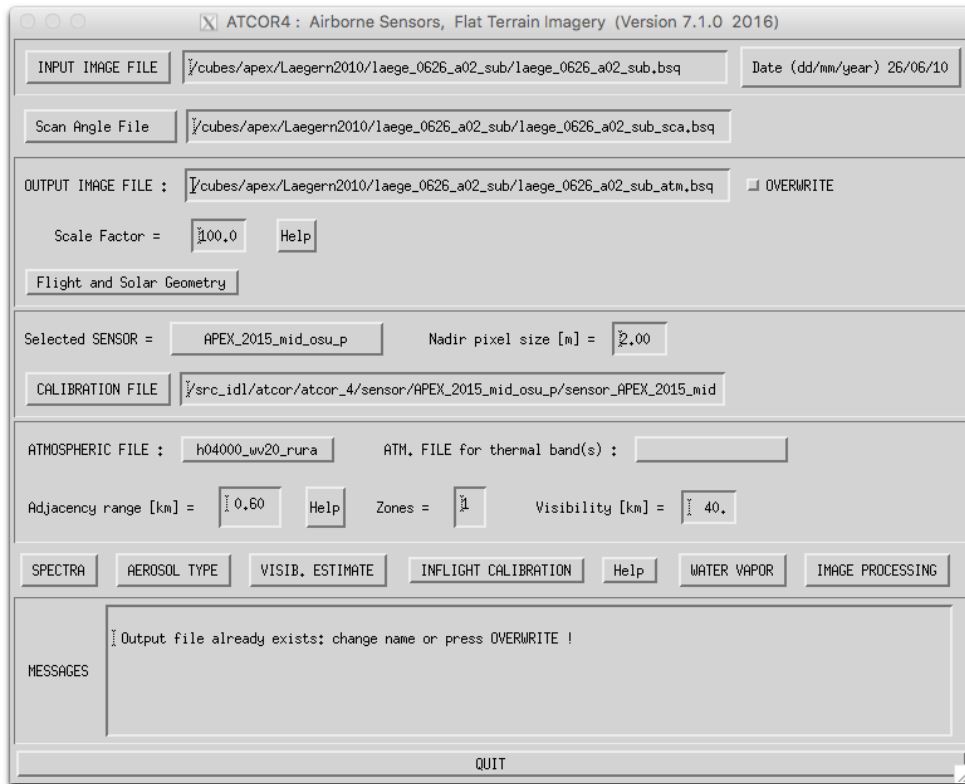 ATCOR4 : Airborne Sensors, Flat Terrain Imagery (Version 7.1.0 2016)
INPUT IMAGE FILE /cubes/apex/Laegern2010/laege_0626_a02_sub/laege_0626_a02_sub.bsq Date (dd/mm/year) 26/06/10
Scan Angle File /cubes/apex/Laegern2010/laege_0626_a02_sub/laege_0626_a02_sub_sca.bsq
OUTPUT IMAGE FILE : /cubes/apex/Laegern2010/laege_0626_a02_sub/laege_0626_a02_sub_atm.bsq OVERWRITE
Scale Factor = 100.0 Help
Flight and Solar Geometry
Selected SENSOR = APEX_2015_mid_osu_p Nadir pixel size [m] = 2.00
CALIBRATION FILE /src_idl/atcor/atcor_4/sensor/APEX_2015_mid_osu_p/sensor_APEX_2015_mid
ATMOSPHERIC FILE : h04000_wv20_rura ATM. FILE for thermal band(s) :
Adjacency range [km] = 0.60 Help Zones = 1 Visibility [km] = 40.
SPECTRA AEROSOL TYPE VISIB. ESTIMATE INFLIGHT CALIBRATION Help WATER VAPOR IMAGE PROCESSING
Output file already exists: change name or press OVERWRITE !
MESSAGES
QUIT